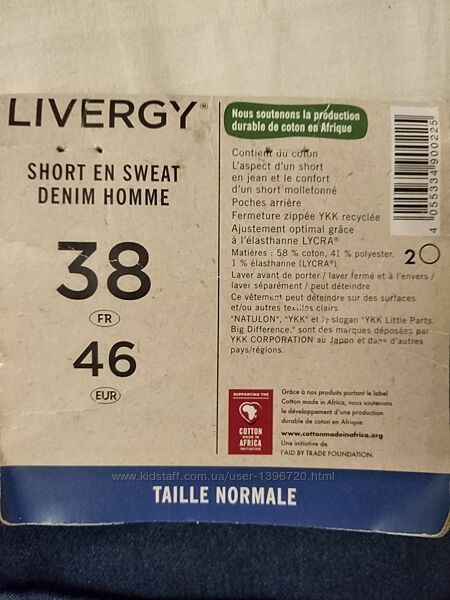 LIVERGY®
SHORT EN SWEAT
DENIM HOMME
38
FR
46
EUR
Nous soutenons la production
durable de coton en Afrique
Contient du coton
L'aspect d'un short
en jean et le confort
d'un short molletonné
Poches arrière
Fermeture zippée YKK recyclée
Ajustement optimal grâce
à l'élasthanne LYCRA®
Matières : 58 % coton, 41 % polyester,
1 % élasthanne (LYCRA®)
Laver avant de porter / laver fermé et à l'envers /
laver séparément / peut déteindre
Ce vêtement peut déteindre sur des surfaces
et/ou autres textiles clairs
"NATULON", "YKK" et le slogan "YKK Little Parts.
Big Difference." sont des marques déposées par
YKK CORPORATION au Japon et dans d'autres
pays/régions.
4 055334 900225
2
SUPPORTING THE
COTTON
MADE IN
AFRICA
INITIATIVE
Grâce à nos produits portant le label
Cotton made in Africa, nous soutenons
le développement d'une production
durable de coton en Afrique.
www.cottonmadeinafrica.org
Une initiative de
l'AID BY TRADE FOUNDATION.
www.kidstaff.com.ua/user-1396720.html
TAILLE NORMALE